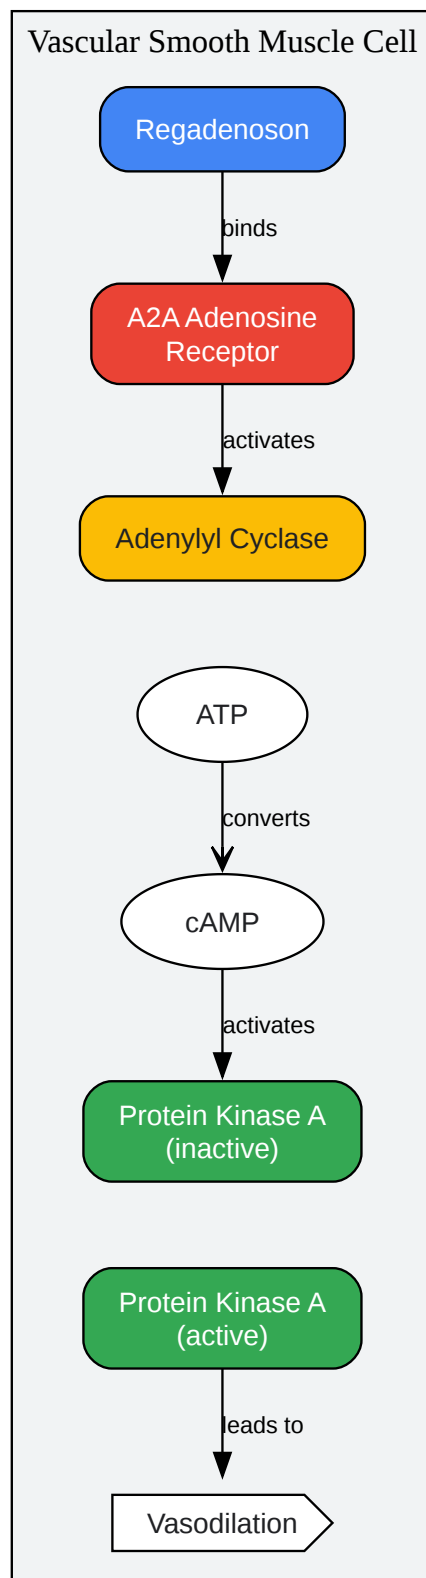 Vascular Smooth Muscle Cell
Regadenoson
binds
A2A Adenosine
Receptor
activates
Adenylyl Cyclase
ATP
converts
cAMP
activates
Protein Kinase A
(inactive)
Protein Kinase A
(active)
leads to
Vasodilation